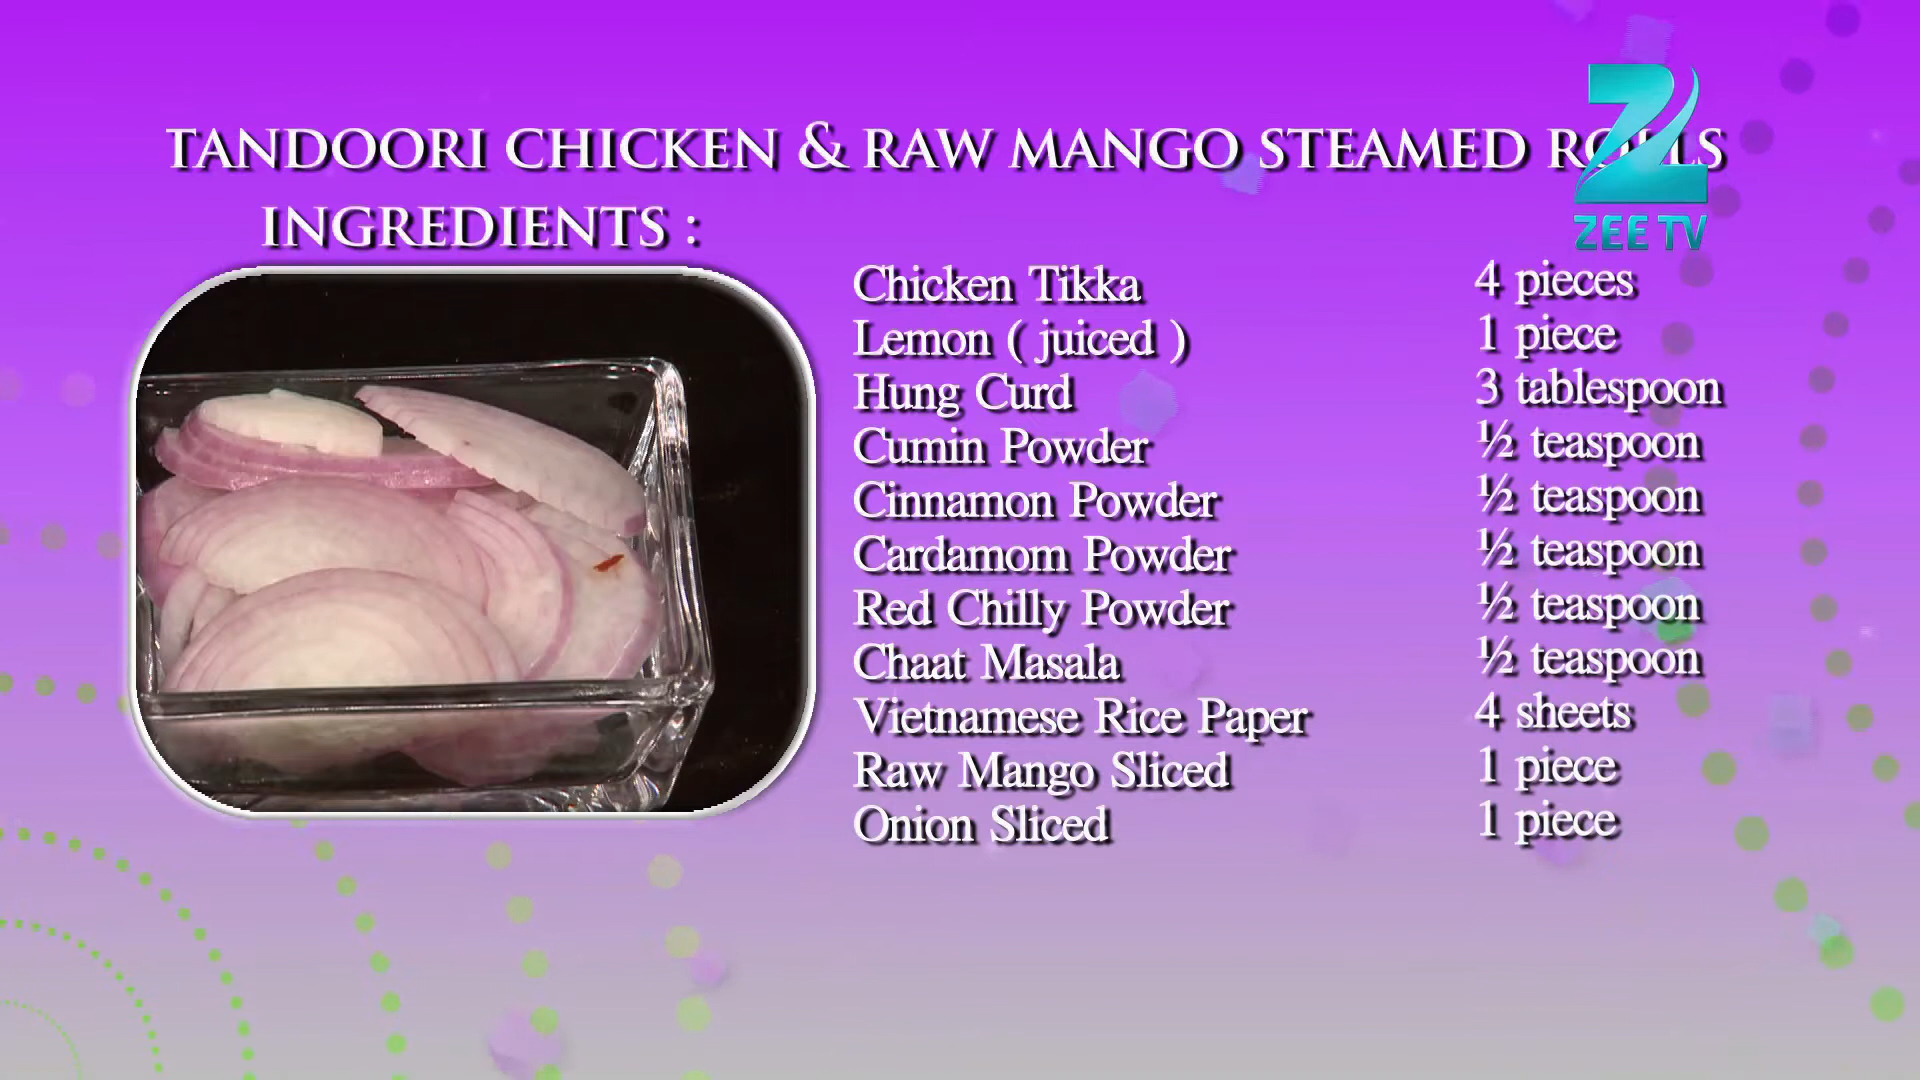 TANDOORI CHICKEN & RAW MANGO STEAMED ROLLS
INGREDIENTS :
ZEE TV
Chicken Tikka 4 pieces
Lemon ( juiced ) 1 piece
Hung Curd 3 tablespoon
Cumin Powder ½ teaspoon
Cinnamon Powder ½ teaspoon
Cardamom Powder ½ teaspoon
Red Chilly Powder ½ teaspoon
Chaat Masala ½ teaspoon
Vietnamese Rice Paper 4 sheets
Raw Mango Sliced 1 piece
Onion Sliced 1 piece